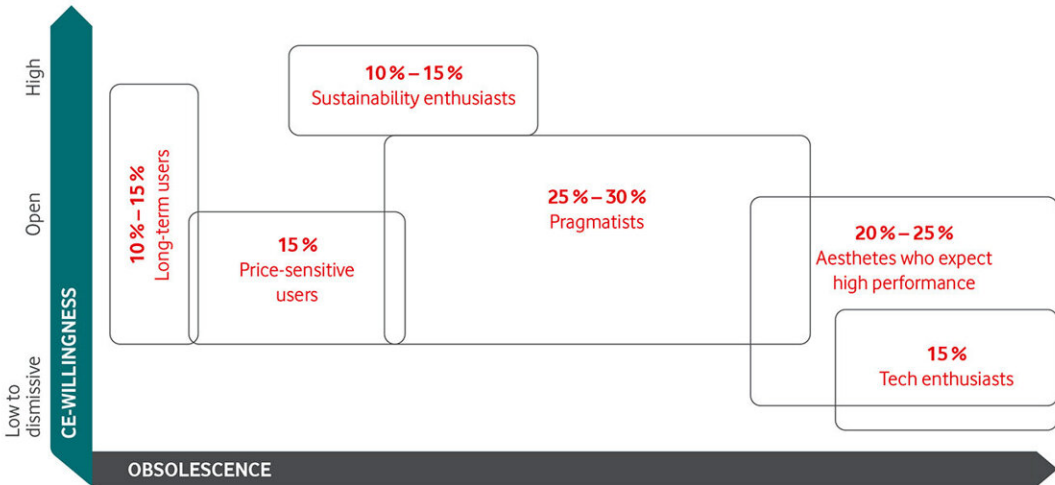 High
Open
Low to
dismissive
CE-WILLINGNESS
10 % – 15 %
Long-term users
10 % – 15 %
Sustainability enthusiasts
15 %
Price-sensitive
users
25 % – 30 %
Pragmatists
20 % – 25 %
Aesthetes who expect
high performance
15 %
Tech enthusiasts
OBSOLESCENCE